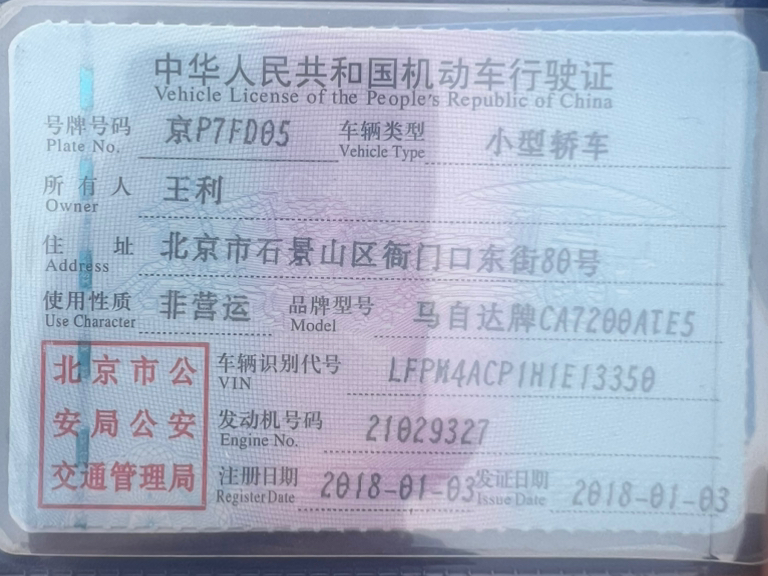 中华人民共和国机动车行驶证
Vehicle License of the People's Republic of China
号牌号码 京P7FD05 车辆类型 小型轿车
Plate No. Vehicle Type
所有人 王利
Owner
住址 北京市石景山区衙门口东街80号
Address
使用性质 非营运 品牌型号 马自达牌CA7200ATE5
Use Character Model
北京市公安局公安交通管理局
车辆识别代号 LFPM4ACP1H1E13350
VIN
发动机号码 21029327
Engine No.
注册日期 2018-01-03 发证日期 2018-01-03
Register Date Issue Date